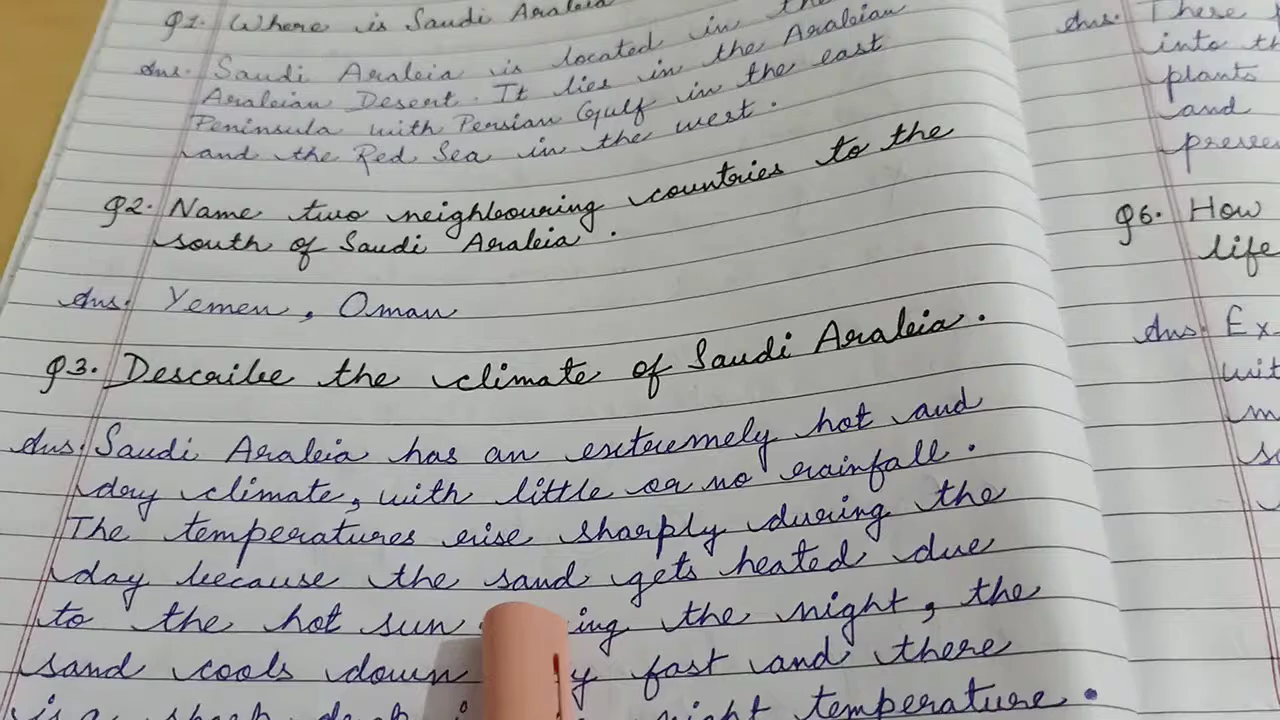 Q1. Where is Saudi Arabia
Ans. Saudi Arabia is located in the
Arabian Desert. It lies in the Arabian
Peninsula with Persian Gulf in the east
and the Red Sea in the west.
Q2. Name two neighbouring countries to the
south of Saudi Arabia.
Ans. Yemen, Oman
Q3. Describe the climate of Saudi Arabia.
Ans. Saudi Arabia has an extremely hot and
dry climate, with little or no rainfall.
The temperatures rise sharply during the
day because the sand gets heated due
to the hot sun. ing the night, the
sand cools down y fast and there
is a sharp night temperature.
Ans. These
into th
plants
and
prese
Q6. How
life
Ans. Ex
wit
m